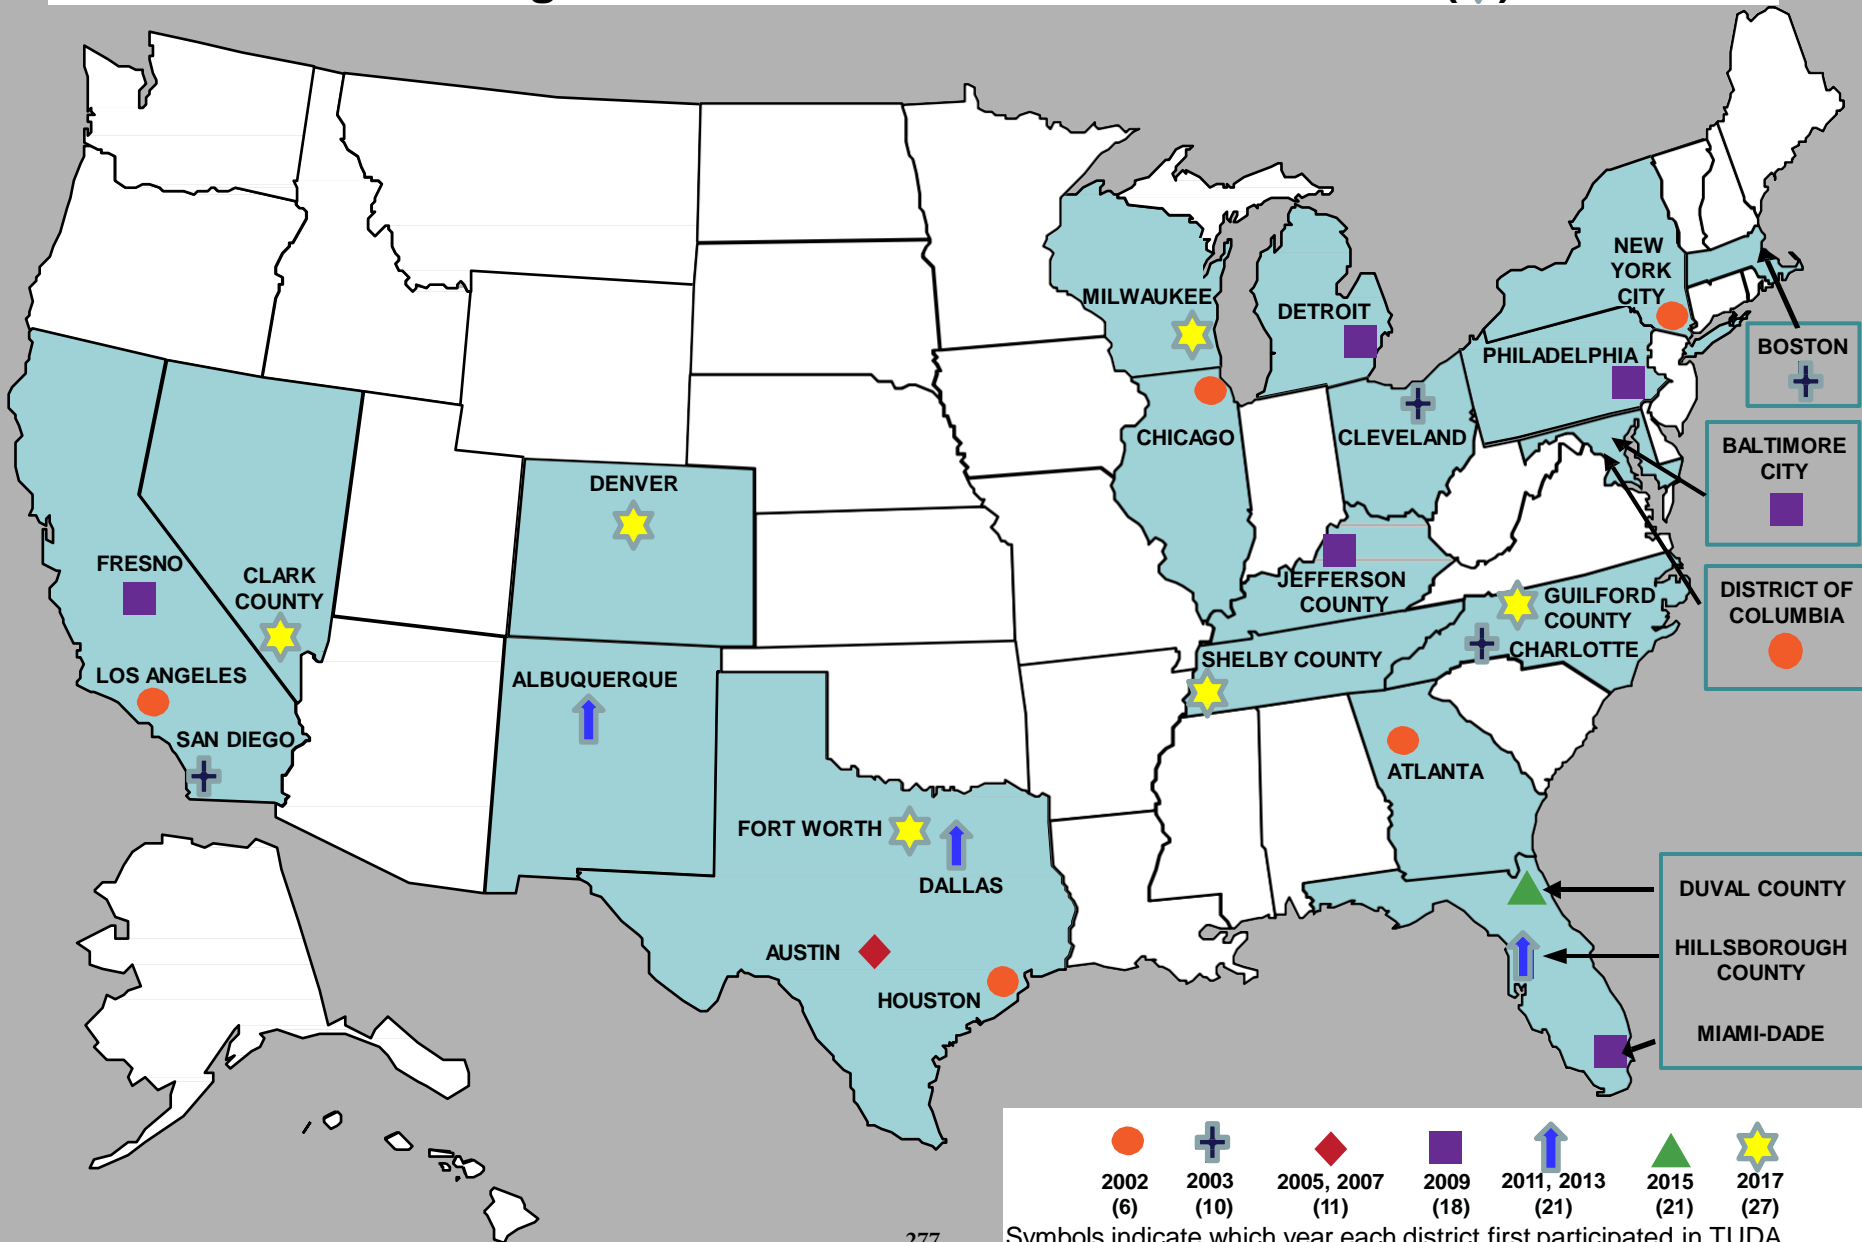 NEW
YORK
CITY
MILWAUKEE
DETROIT
BOSTON
PHILADELPHIA
CHICAGO
CLEVELAND
BALTIMORE
CITY
DENVER
FRESNO
CLARK
COUNTY
JEFFERSON
COUNTY
GUILFORD
COUNTY
DISTRICT OF
COLUMBIA
CHARLOTTE
SHELBY COUNTY
LOS ANGELES
ALBUQUERQUE
SAN DIEGO
ATLANTA
FORT WORTH
DALLAS
DUVAL COUNTY
AUSTIN
HILLSBOROUGH
COUNTY
HOUSTON
MIAMI-DADE
2002
(6)
2003
(10)
2005, 2007
(11)
2009
(18)
2011, 2013
(21)
2015
(21)
2017
(27)
277
Symbols indicate which year each district first participated in TUDA